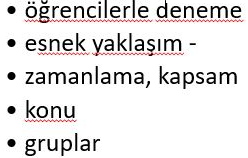 • öğrencilerle deneme
• esnek yaklaşım -
• zamanlama, kapsam
• konu
• gruplar